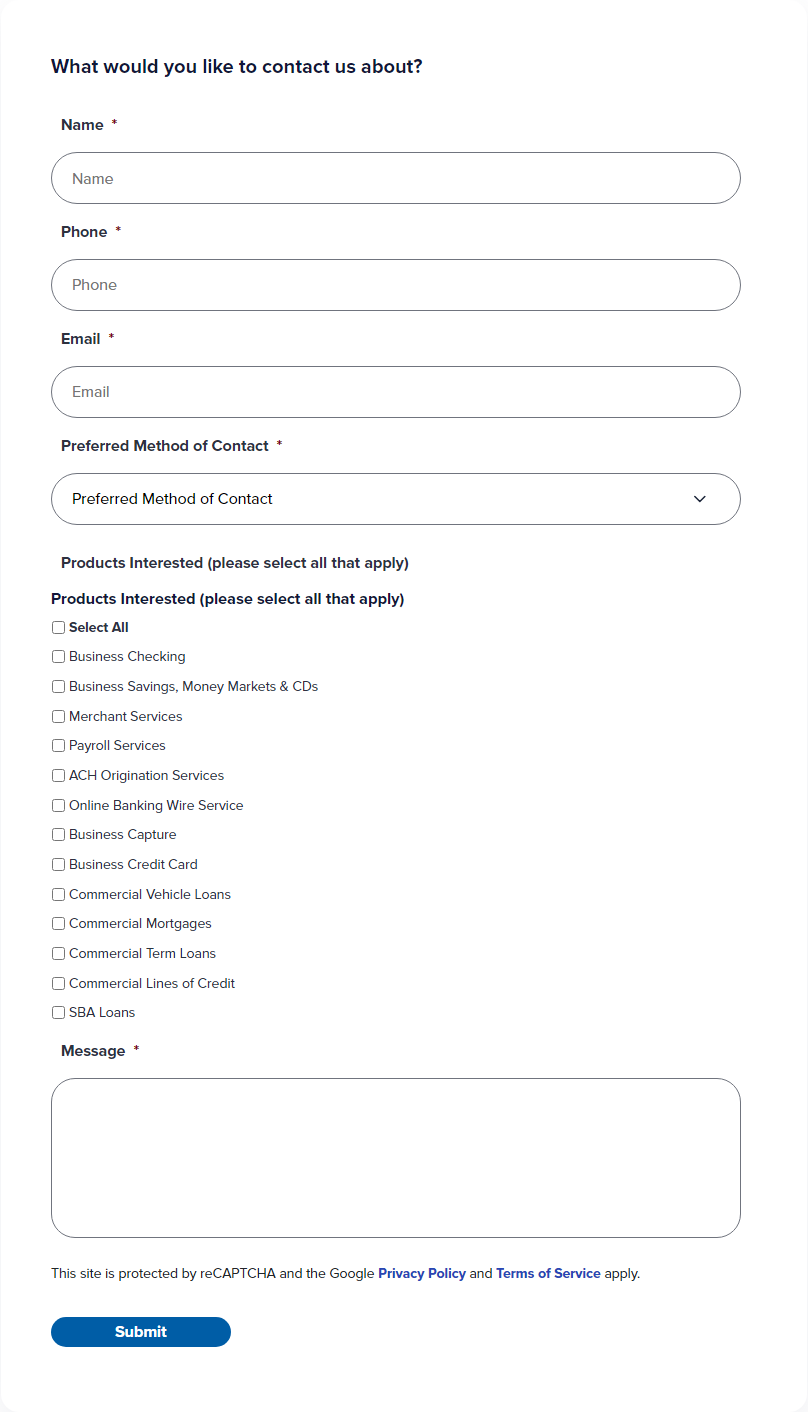 What would you like to contact us about?
Name *
Name
Phone *
Phone
Email *
Email
Preferred Method of Contact *
Preferred Method of Contact
Products Interested (please select all that apply)
Products Interested (please select all that apply)
Select All
Business Checking
Business Savings, Money Markets & CDs
Merchant Services
Payroll Services
ACH Origination Services
Online Banking Wire Service
Business Capture
Business Credit Card
Commercial Vehicle Loans
Commercial Mortgages
Commercial Term Loans
Commercial Lines of Credit
SBA Loans
Message *
This site is protected by reCAPTCHA and the Google Privacy Policy and Terms of Service apply.
Submit